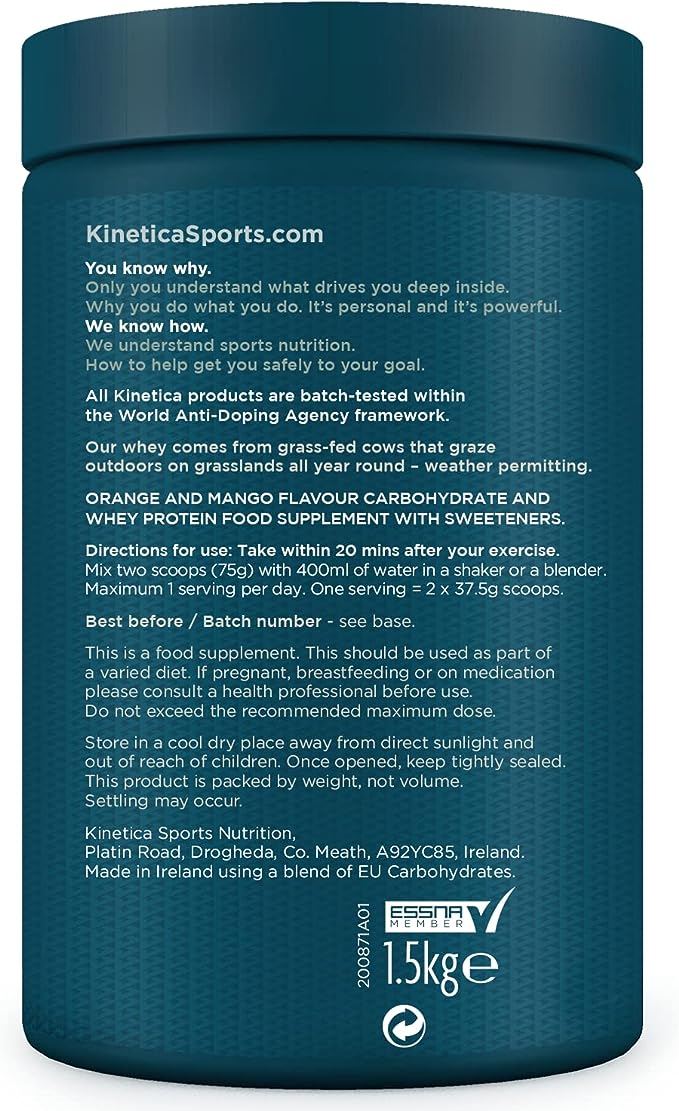 KineticaSports.com
You know why.
Only you understand what drives you deep inside.
Why you do what you do. It's personal and it's powerful.
We know how.
We understand sports nutrition.
How to help get you safely to your goal.
All Kinetica products are batch-tested within
the World Anti-Doping Agency framework.
Our whey comes from grass-fed cows that graze
outdoors on grasslands all year round – weather permitting.
ORANGE AND MANGO FLAVOUR CARBOHYDRATE AND
WHEY PROTEIN FOOD SUPPLEMENT WITH SWEETENERS.
Directions for use: Take within 20 mins after your exercise.
Mix two scoops (75g) with 400ml of water in a shaker or a blender.
Maximum 1 serving per day. One serving = 2 x 37.5g scoops.
Best before / Batch number - see base.
This is a food supplement. This should be used as part of
a varied diet. If pregnant, breastfeeding or on medication
please consult a health professional before use.
Do not exceed the recommended maximum dose.
Store in a cool dry place away from direct sunlight and
out of reach of children. Once opened, keep tightly sealed.
This product is packed by weight, not volume.
Settling may occur.
Kinetica Sports Nutrition,
Platin Road, Drogheda, Co. Meath, A92YC85, Ireland.
Made in Ireland using a blend of EU Carbohydrates.
200871A01
ESSNA
MEMBER
1.5kg e